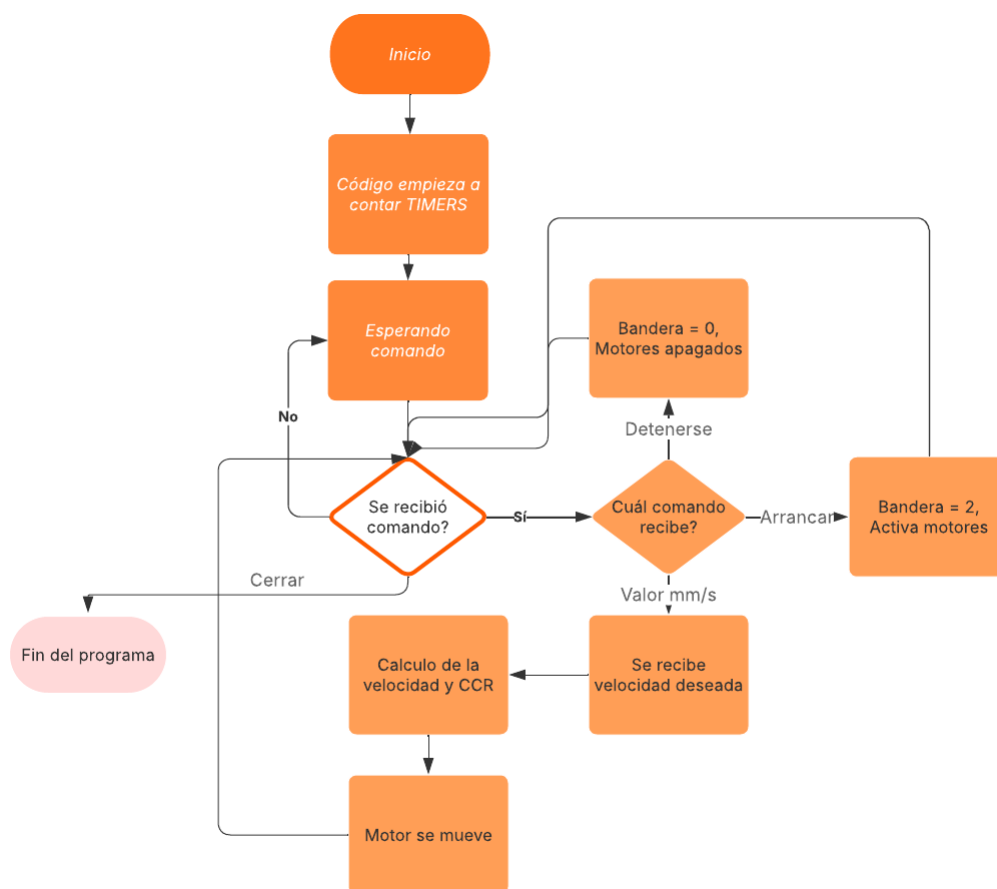 Inicio
Código empieza a
contar TIMERS
Esperando
comando
Bandera = 0,
Motores apagados
No
Detenerse
Se recibió
comando?
Sí
Cuál comando
recibe?
Arrancar
Bandera = 2,
Activa motores
Cerrar
Valor mm/s
Fin del programa
Calculo de la
velocidad y CCR
Se recibe
velocidad deseada
Motor se mueve